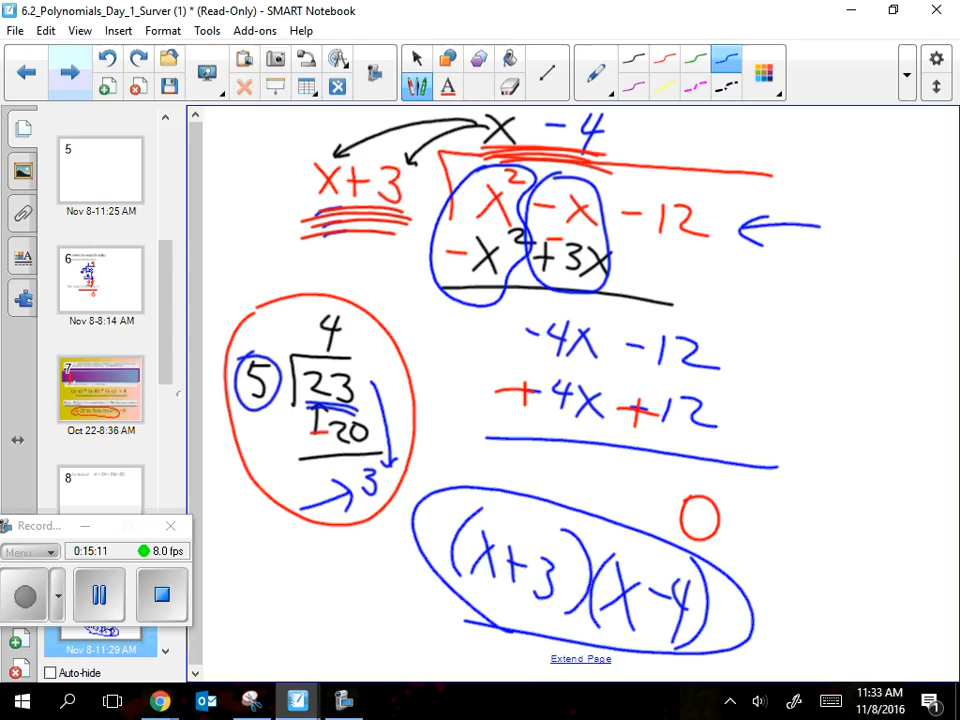 6.2_Polynomials_Day_1_Surver (1) * (Read-Only) - SMART Notebook
File Edit View Insert Format Tools Add-ons Help
5
Nov 8-11:25 AM
6
Nov 8-8:14 AM
7
Oct 22-8:36 AM
8
Record...
Menu
0:15:11
8.0 fps
Nov 8-11:29 AM
Auto-hide
x - 4
x + 3
x² - x - 12
- x² + 3x
-4x - 12
+ 4x + 12
0
(x+3)(x-4)
4
5 23
- 20
3
Extend Page
11:33 AM
11/8/2016
1